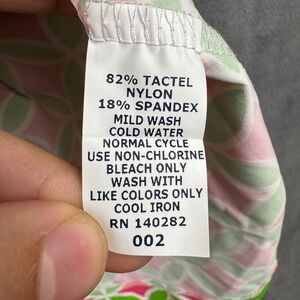 82% TACTEL
NYLON
18% SPANDEX
MILD WASH
COLD WATER
NORMAL CYCLE
USE NON-CHLORINE
BLEACH ONLY
WASH WITH
LIKE COLORS ONLY
COOL IRON
RN 140282
002